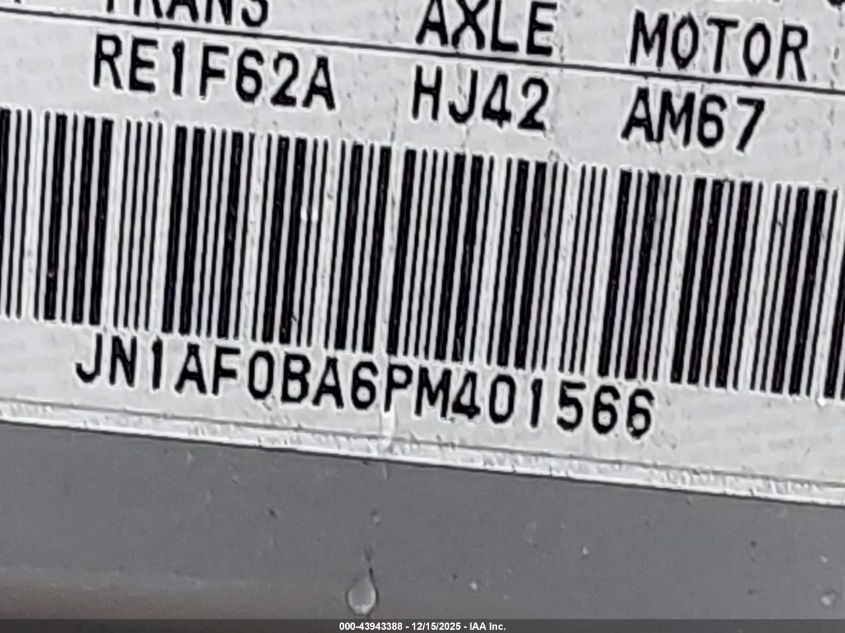 TRANS AXLE MOTOR
RE1F62A HJ42 AM67
JN1AF0BA6PM401566
000-43943388 - 12/15/2025 - IAA Inc.